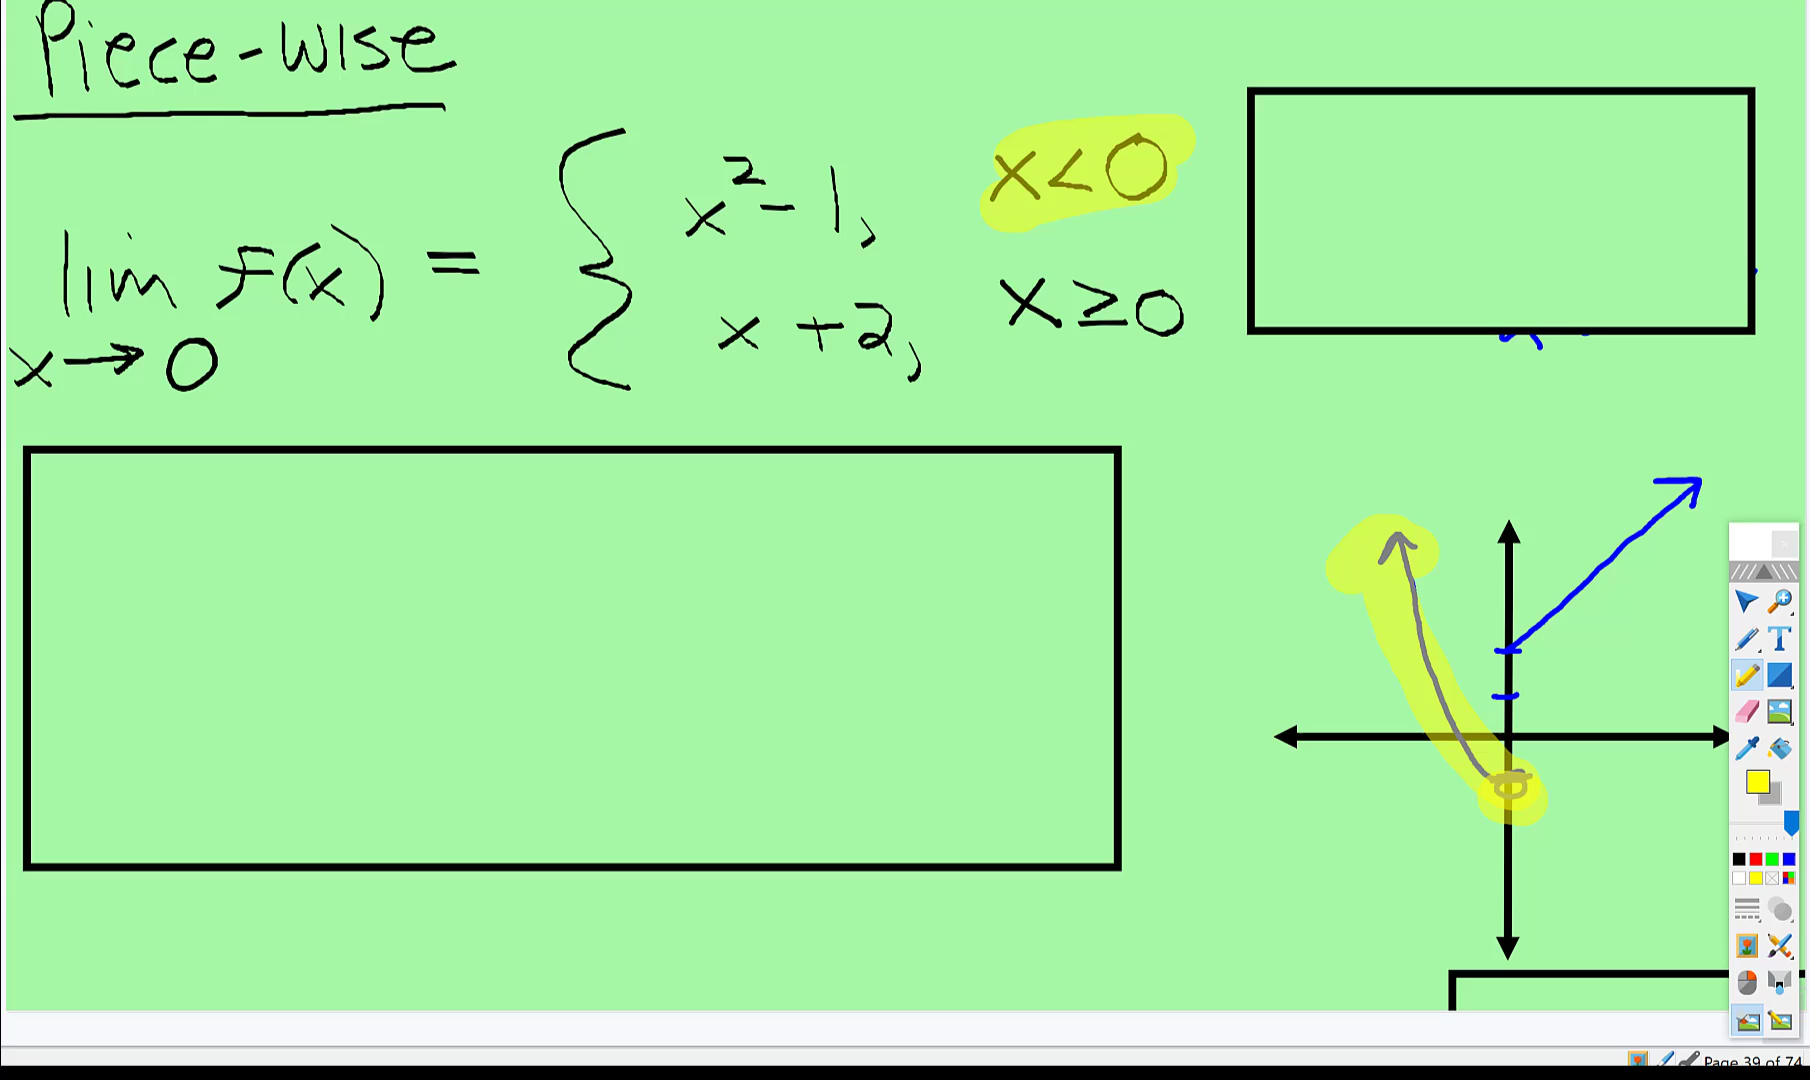 Piece-wise
lim f(x) = { x² - 1, x < 0
x → 0 x + 2, x ≥ 0
T
Page 39 of 74